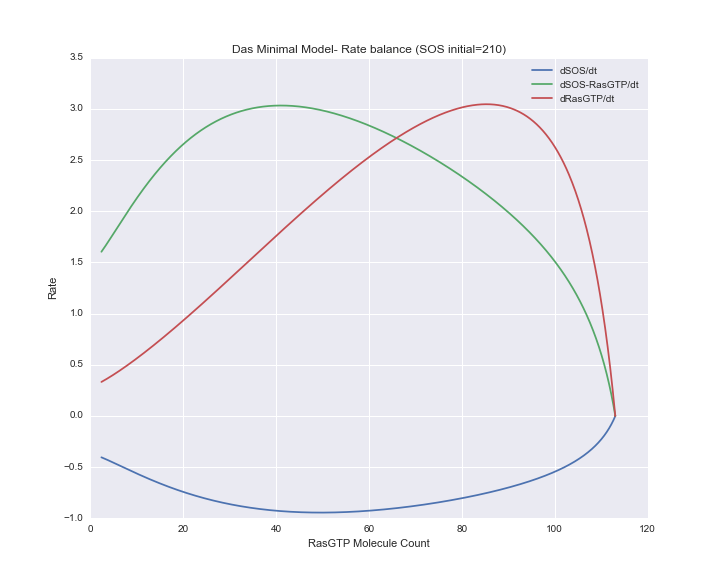 Das Minimal Model- Rate balance (SOS initial=210)
3.5
3.0
2.5
2.0
1.5
1.0
0.5
0.0
−0.5
−1.0
Rate
dSOS/dt
dSOS-RasGTP/dt
dRasGTP/dt
0 20 40 60 80 100 120
RasGTP Molecule Count